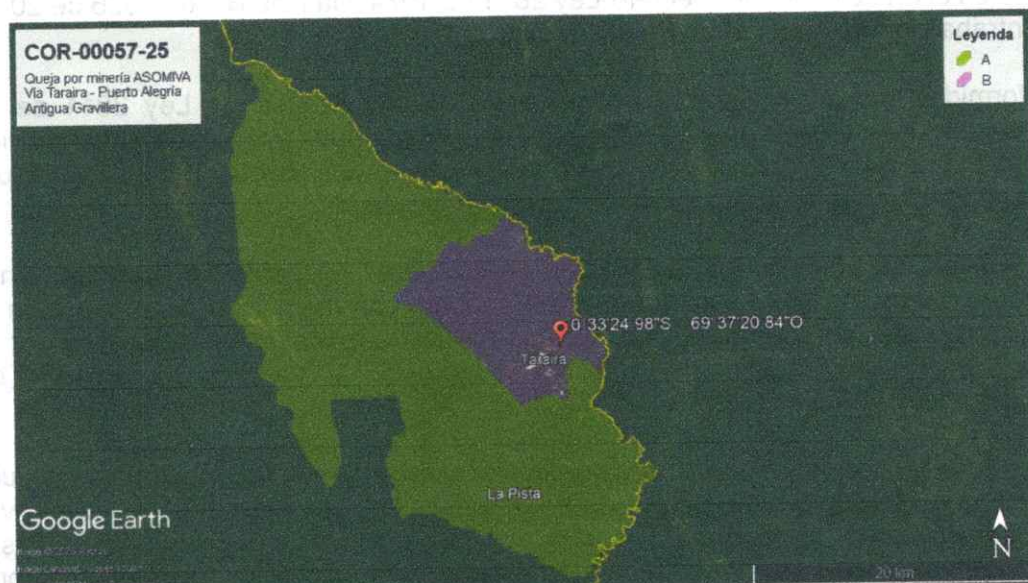 COR-00057-25
Queja por minería ASOMIVA
Vía Taraira - Puerto Alegría
Antigua Gravillera
Leyenda
A
B
0 33'24 98"S 69 37'20 84"O
Taraira
La Pista
Google Earth
N
20 km